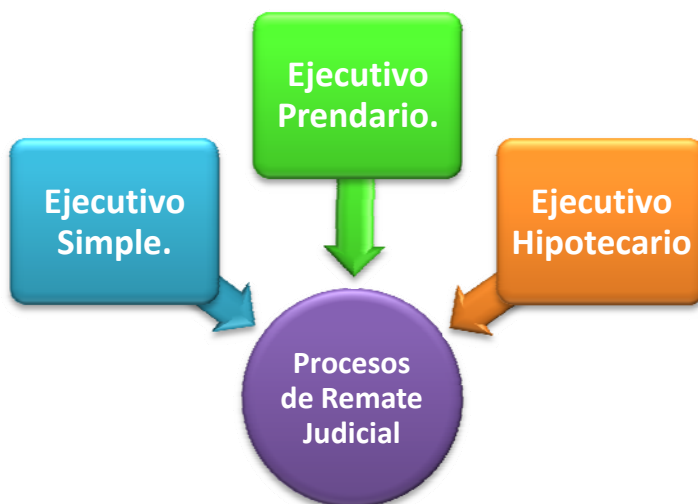 Ejecutivo
Prendario.
Ejecutivo
Simple.
Ejecutivo
Hipotecario
Procesos
de Remate
Judicial